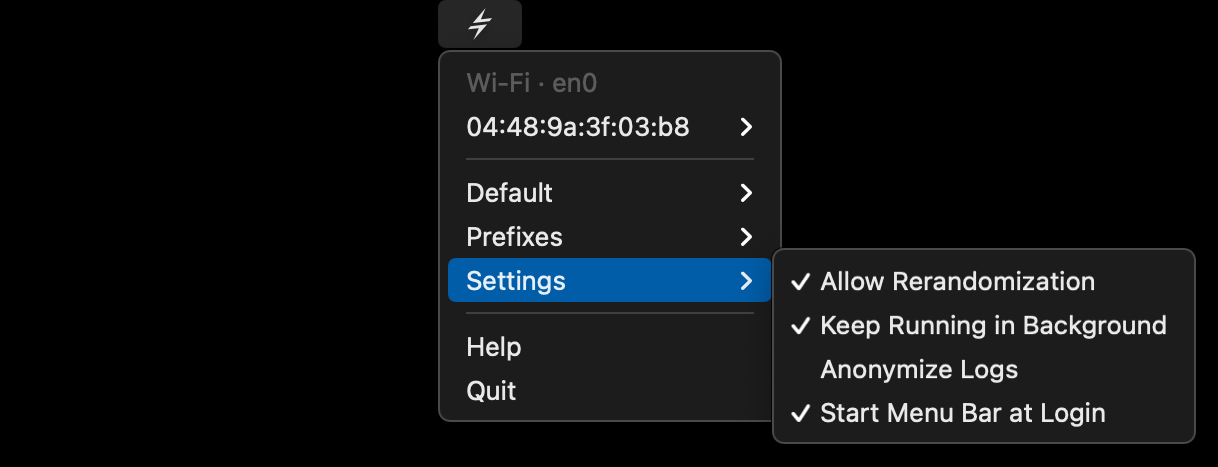 Wi-Fi · en0
04:48:9a:3f:03:b8
Default
Prefixes
Settings
Help
Quit
Allow Rerandomization
Keep Running in Background
Anonymize Logs
Start Menu Bar at Login